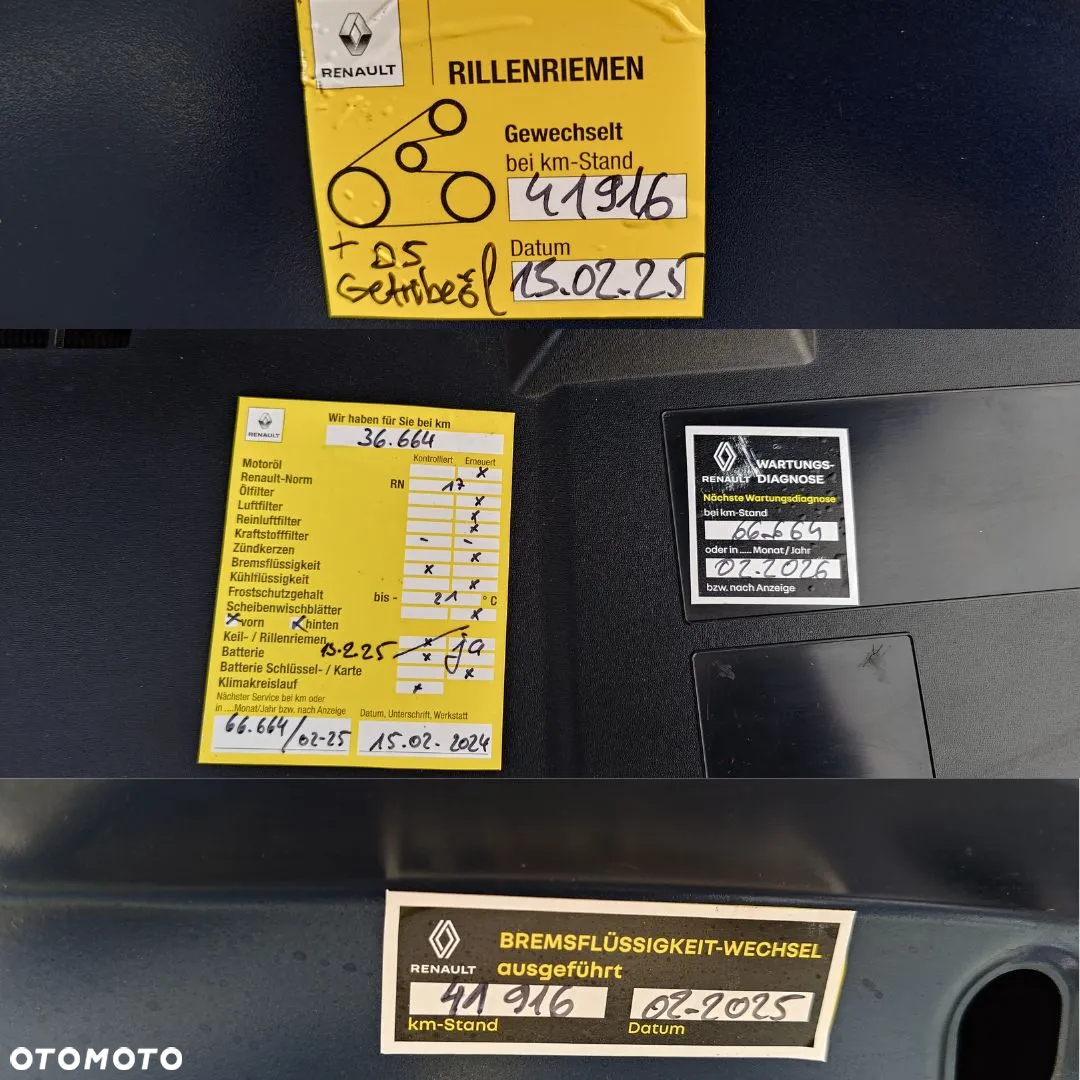 RENAULT
RILLENRIEMEN
Gewechselt
bei km-Stand
41916
Datum
15.02.25
+ D5
Getribeöl
RENAULT
Wir haben für Sie bei km
36.664
Kontrolliert Erneuert
Motoröl x
Renault-Norm RN 17
Ölfilter x
Luftfilter x
Reinluftfilter x
Kraftstofffilter - -
Zündkerzen x
Bremsflüssigkeit x
Kühlflüssigkeit x
Frostschutzgehalt bis - 21 °C
Scheibenwischblätter x
x vorn x hinten
Keil- / Rillenriemen 15.2.25 x ja
Batterie x
Batterie Schlüssel- / Karte x
Klimakreislauf x
Nächster Service bei km oder
in ....Monat/Jahr bzw. nach Anzeige
66.664/02-25
Datum, Unterschrift, Werkstatt
15.02. 2024
RENAULT
WARTUNGS-
DIAGNOSE
Nächste Wartungsdiagnose
bei km-Stand
66.664
oder in ..... Monat / Jahr
02.2026
bzw. nach Anzeige
RENAULT
BREMSFLÜSSIGKEIT-WECHSEL
ausgeführt
41 916 02-2025
km-Stand Datum
OTOMOTO